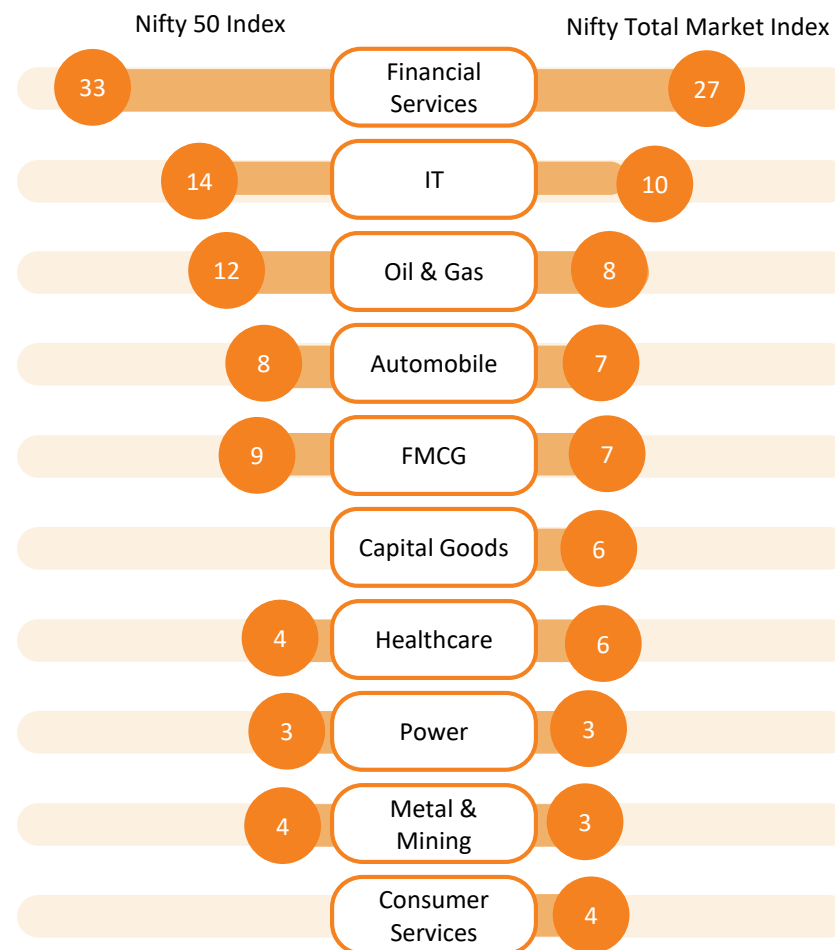 Nifty 50 Index
Nifty Total Market Index
33
Financial
Services
27
14
IT
10
12
Oil & Gas
8
8
Automobile
7
9
FMCG
7
Capital Goods
6
4
Healthcare
6
3
Power
3
4
Metal &
Mining
3
Consumer
Services
4